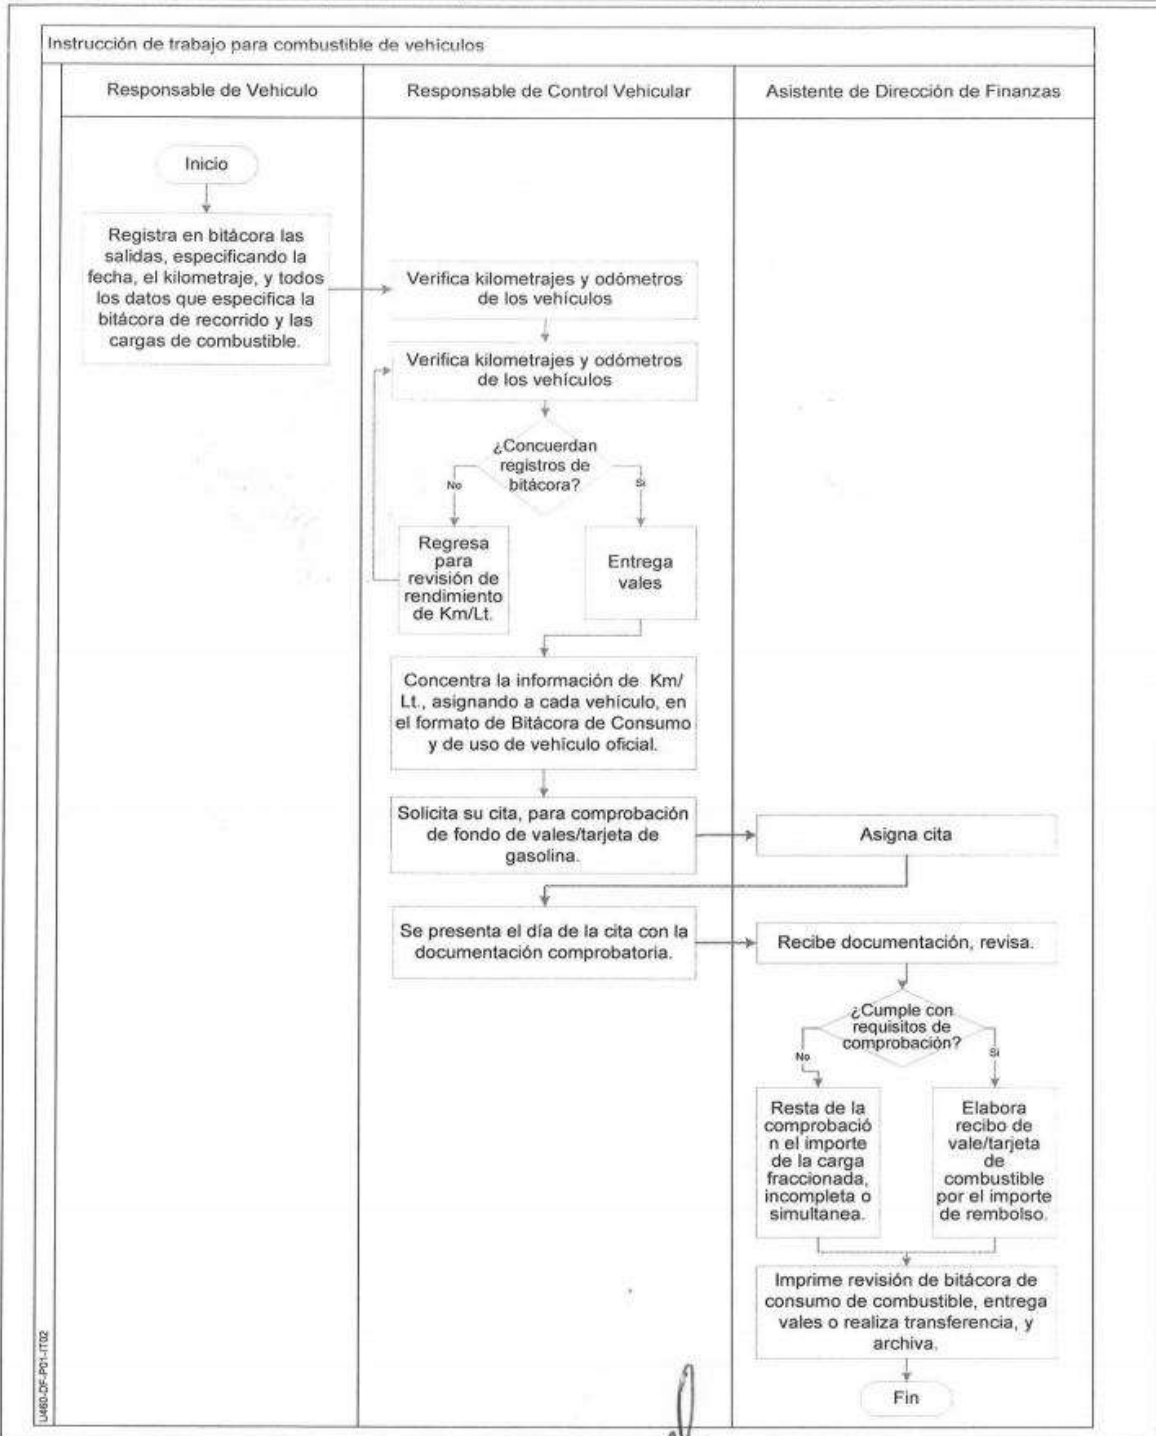 Instrucción de trabajo para combustible de vehículos
Responsable de Vehiculo
Responsable de Control Vehicular
Asistente de Dirección de Finanzas
Inicio
Registra en bitácora las
salidas, especificando la
fecha, el kilometraje, y todos
los datos que especifica la
bitácora de recorrido y las
cargas de combustible.
Verifica kilometrajes y odómetros
de los vehículos
Verifica kilometrajes y odómetros
de los vehículos
¿Concuerdan
registros de
bitácora?
No
Si
Regresa
para
revisión de
rendimiento
de Km/Lt.
Entrega
vales
Concentra la información de Km/
Lt., asignando a cada vehículo, en
el formato de Bitácora de Consumo
y de uso de vehículo oficial.
Solicita su cita, para comprobación
de fondo de vales/tarjeta de
gasolina.
Asigna cita
Se presenta el día de la cita con la
documentación comprobatoria.
Recibe documentación, revisa.
¿Cumple con
requisitos de
comprobación?
No
Si
Resta de la
comprobació
n el importe
de la carga
fraccionada,
incompleta o
simultanea.
Elabora
recibo de
vale/tarjeta
de
combustible
por el importe
de rembolso.
Imprime revisión de bitácora de
consumo de combustible, entrega
vales o realiza transferencia, y
archiva.
Fin
U460-DF-P01-IT02